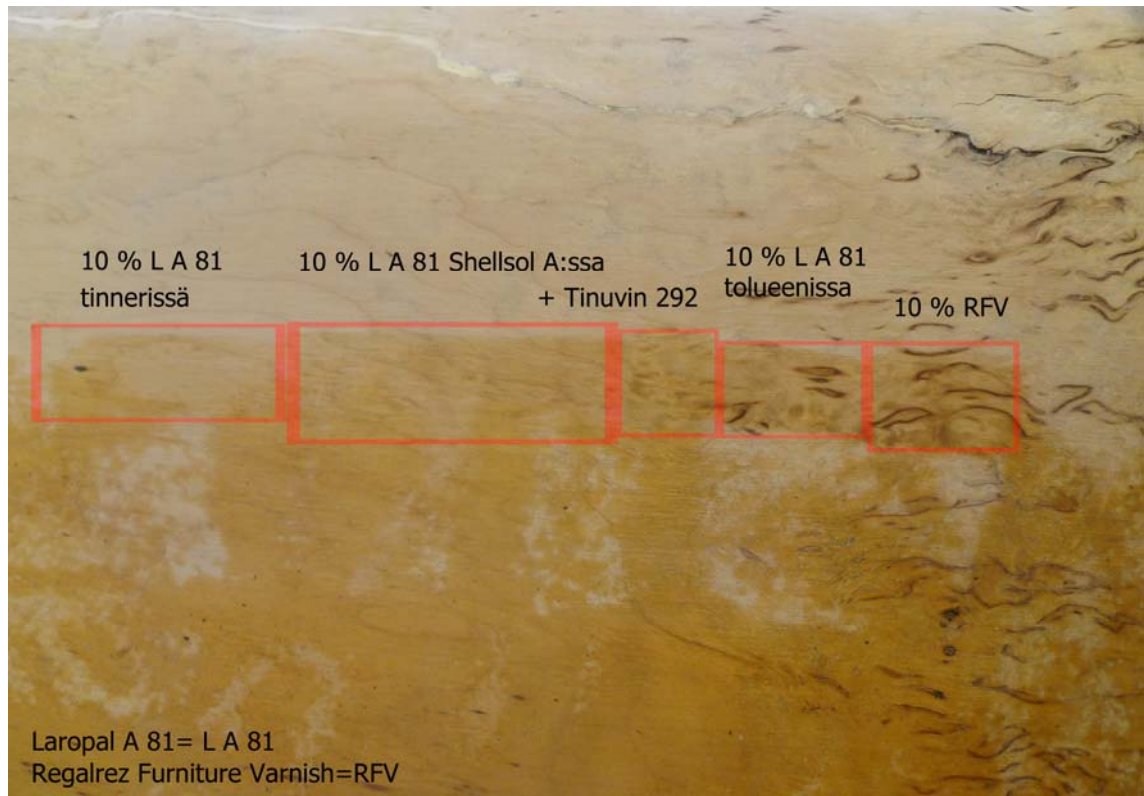 10 % L A 81
tinnerissä
10 % L A 81 Shellsol A:ssa
+ Tinuvin 292
10 % L A 81
tolueenissa
10 % RFV
Laropal A 81= L A 81
Regalrez Furniture Varnish=RFV